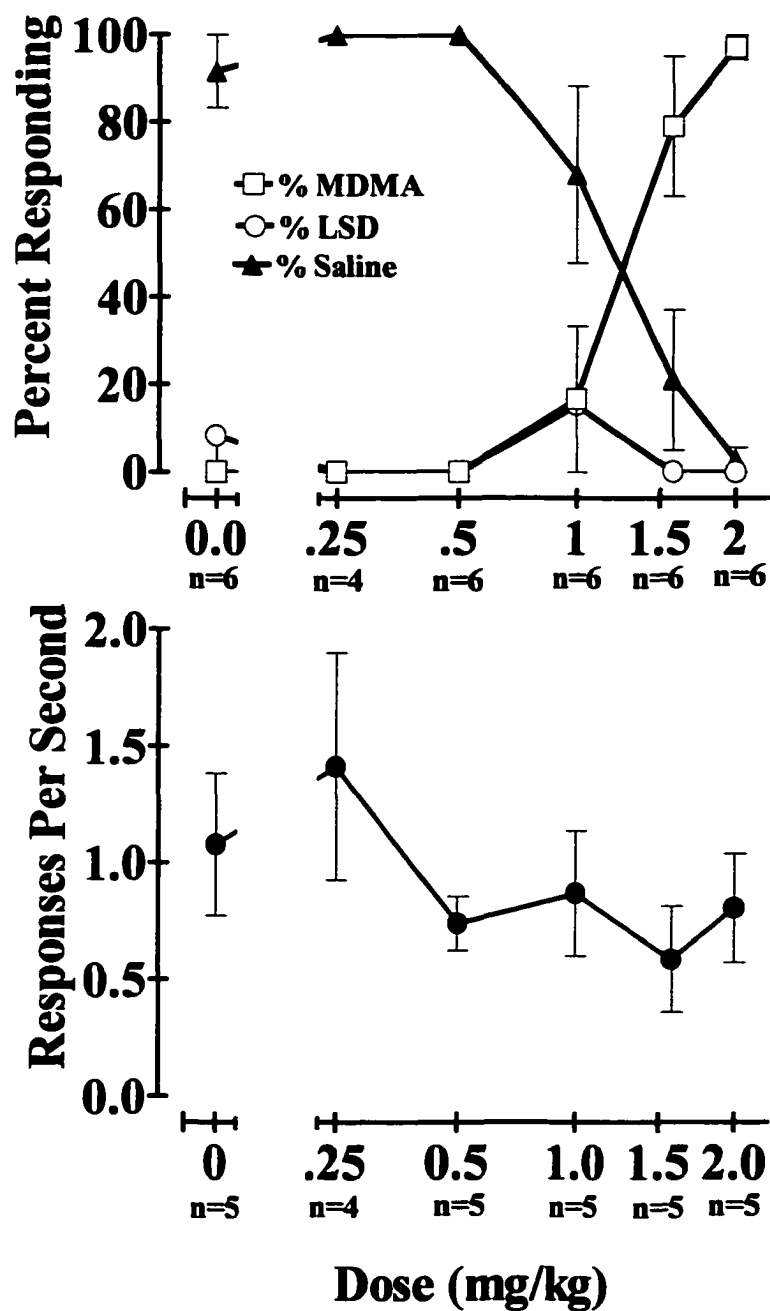 Percent Responding
100
80
60
40
20
0
% MDMA
% LSD
% Saline
0.0 .25 .5 1 1.5 2
n=6 n=4 n=6 n=6 n=6 n=6
Responses Per Second
2.0
1.5
1.0
0.5
0.0
0 .25 0.5 1.0 1.5 2.0
n=5 n=4 n=5 n=5 n=5 n=5
Dose (mg/kg)